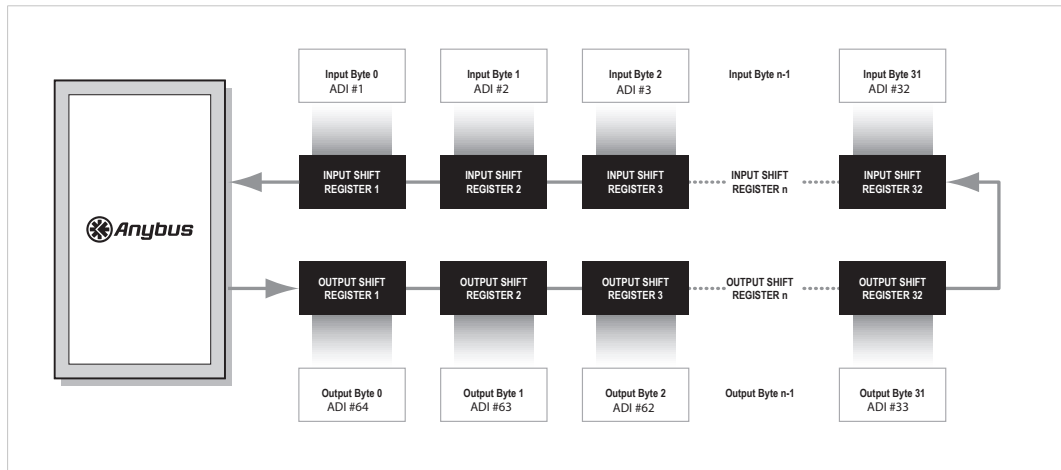 Input Byte 0
ADI #1
Input Byte 1
ADI #2
Input Byte 2
ADI #3
Input Byte n-1
Input Byte 31
ADI #32
INPUT SHIFT
REGISTER 1
INPUT SHIFT
REGISTER 2
INPUT SHIFT
REGISTER 3
INPUT SHIFT
REGISTER n
INPUT SHIFT
REGISTER 32
Anybus
OUTPUT SHIFT
REGISTER 1
OUTPUT SHIFT
REGISTER 2
OUTPUT SHIFT
REGISTER 3
OUTPUT SHIFT
REGISTER n
OUTPUT SHIFT
REGISTER 32
Output Byte 0
ADI #64
Output Byte 1
ADI #63
Output Byte 2
ADI #62
Output Byte n-1
Output Byte 31
ADI #33